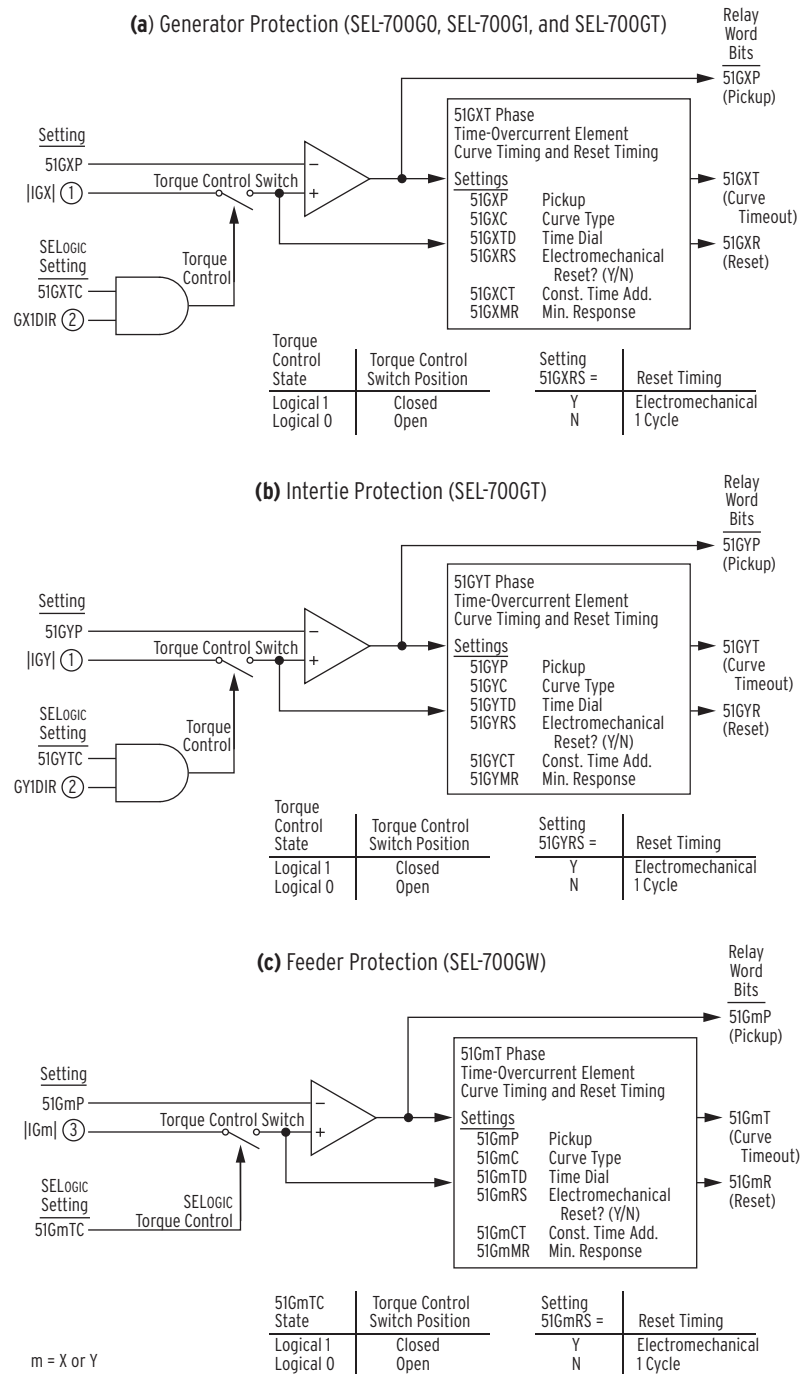 (a) Generator Protection (SEL-700G0, SEL-700G1, and SEL-700GT)
Relay
Word
Bits
51GXP
(Pickup)
Setting
51GXP
|IGX| 1
Torque Control Switch
–
+
SELOGIC
Setting
51GXTC
GX1DIR 2
Torque
Control
51GXT Phase
Time-Overcurrent Element
Curve Timing and Reset Timing
Settings
51GXP Pickup
51GXC Curve Type
51GXTD Time Dial
51GXRS Electromechanical
Reset? (Y/N)
51GXCT Const. Time Add.
51GXMR Min. Response
51GXT
(Curve
Timeout)
51GXR
(Reset)
Torque
Control
State
Torque Control
Switch Position
Logical 1 Closed
Logical 0 Open
Setting
51GXRS = Reset Timing
Y Electromechanical
N 1 Cycle
(b) Intertie Protection (SEL-700GT)
Relay
Word
Bits
51GYP
(Pickup)
Setting
51GYP
|IGY| 1
Torque Control Switch
–
+
SELOGIC
Setting
51GYTC
GY1DIR 2
Torque
Control
51GYT Phase
Time-Overcurrent Element
Curve Timing and Reset Timing
Settings
51GYP Pickup
51GYC Curve Type
51GYTD Time Dial
51GYRS Electromechanical
Reset? (Y/N)
51GYCT Const. Time Add.
51GYMR Min. Response
51GYT
(Curve
Timeout)
51GYR
(Reset)
Torque
Control
State
Torque Control
Switch Position
Logical 1 Closed
Logical 0 Open
Setting
51GYRS = Reset Timing
Y Electromechanical
N 1 Cycle
(c) Feeder Protection (SEL-700GW)
Relay
Word
Bits
51GmP
(Pickup)
Setting
51GmP
|IGm| 3
Torque Control Switch
–
+
SELOGIC
Setting
51GmTC
SELOGIC
Torque Control
51GmT Phase
Time-Overcurrent Element
Curve Timing and Reset Timing
Settings
51GmP Pickup
51GmC Curve Type
51GmTD Time Dial
51GmRS Electromechanical
Reset? (Y/N)
51GmCT Const. Time Add.
51GmMR Min. Response
51GmT
(Curve
Timeout)
51GmR
(Reset)
51GmTC
State
Torque Control
Switch Position
Logical 1 Closed
Logical 0 Open
Setting
51GmRS = Reset Timing
Y Electromechanical
N 1 Cycle
m = X or Y